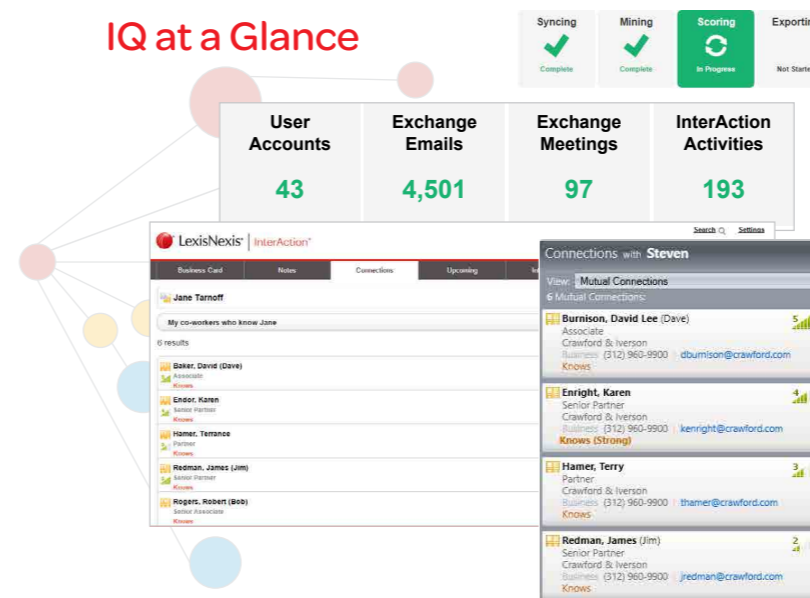 IQ at a Glance
Syncing
Complete
Mining
Complete
Scoring
In Progress
Exportin
Not Starte
User Accounts
43
Exchange Emails
4,501
Exchange Meetings
97
InterAction Activities
193
LexisNexis® InterAction®
Search Settings
Business Card Notes Connections Upcoming
Jane Tarnoff
My co-workers who know Jane
6 results
Baker, David (Dave)
Associate
Knows
Endor, Karen
Senior Partner
Knows
Hamer, Terrance
Partner
Knows
Redman, James (Jim)
Senior Partner
Knows
Rogers, Robert (Bob)
Senior Associate
Knows
Connections with Steven
View: Mutual Connections
6 Mutual Connections:
Burnison, David Lee (Dave) 5
Associate
Crawford & Iverson
Business (312) 960-9900 dburnison@crawford.com
Knows
Enright, Karen 4
Senior Partner
Crawford & Iverson
Business (312) 960-9900 kenright@crawford.com
Knows (Strong)
Hamer, Terry 3
Partner
Crawford & Iverson
Business (312) 960-9900 thamer@crawford.com
Knows
Redman, James (Jim) 2
Senior Partner
Crawford & Iverson
Business (312) 960-9900 jredman@crawford.com
Knows